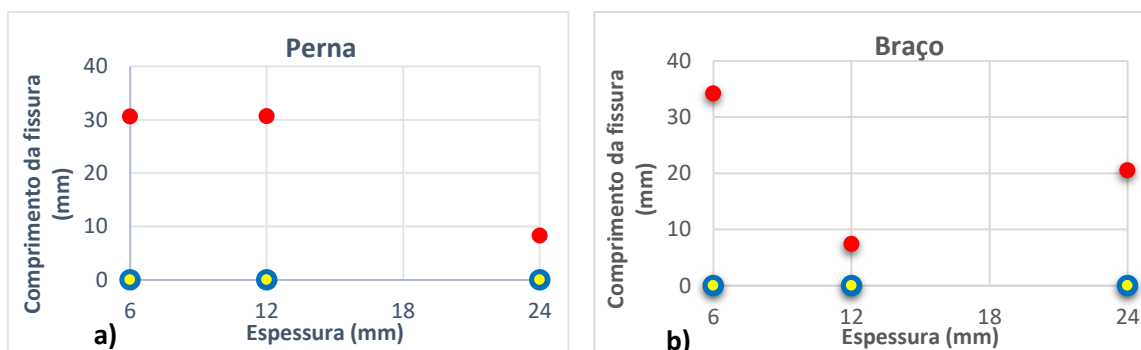 Perna
Comprimento da fissura
(mm)
40
30
20
10
0
6
12
18
24
Espessura (mm)
a)
Braço
Comprimento da fissura
(mm)
40
30
20
10
0
6
12
18
24
Espessura (mm)
b)